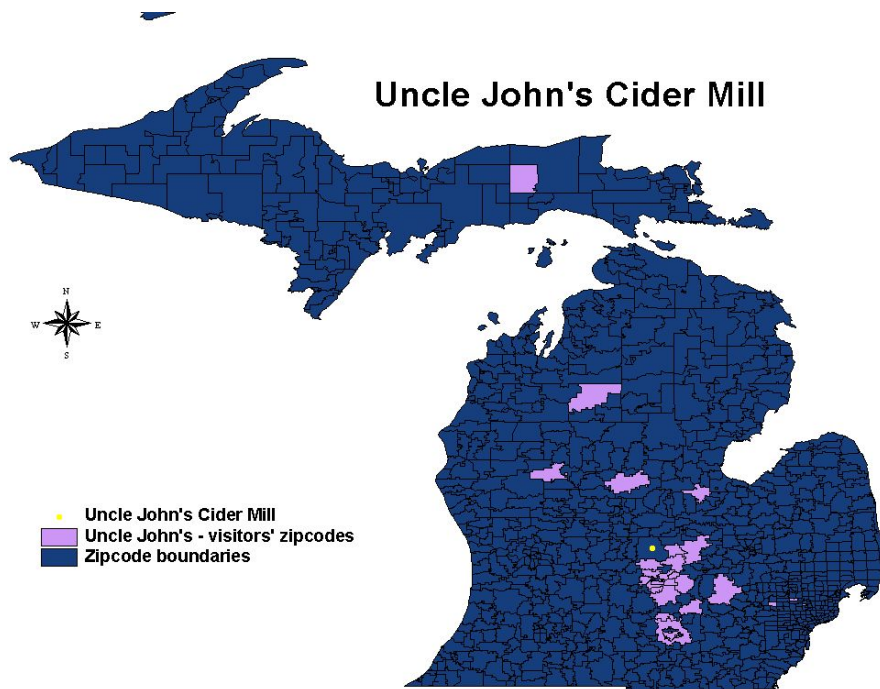 Uncle John's Cider Mill
N
W E
S
Uncle John's Cider Mill
Uncle John's - visitors' zipcodes
Zipcode boundaries